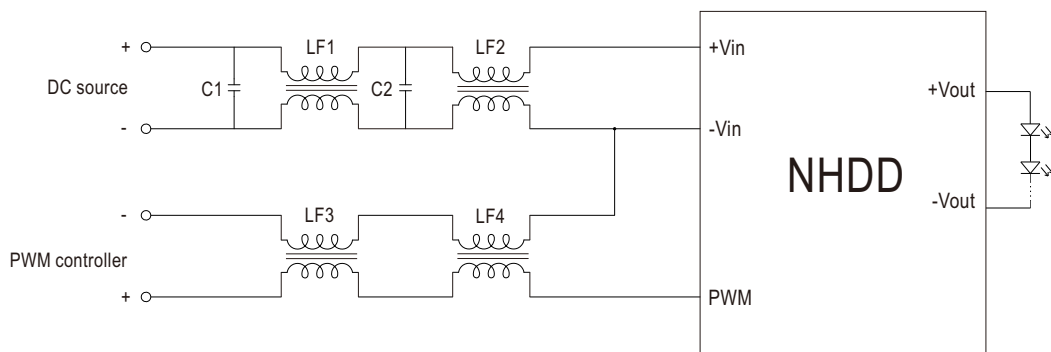 +
LF1
LF2
+Vin
DC source
C1
C2
+Vout
-
-Vin
NHDD
-
LF3
LF4
-Vout
PWM controller
+
PWM